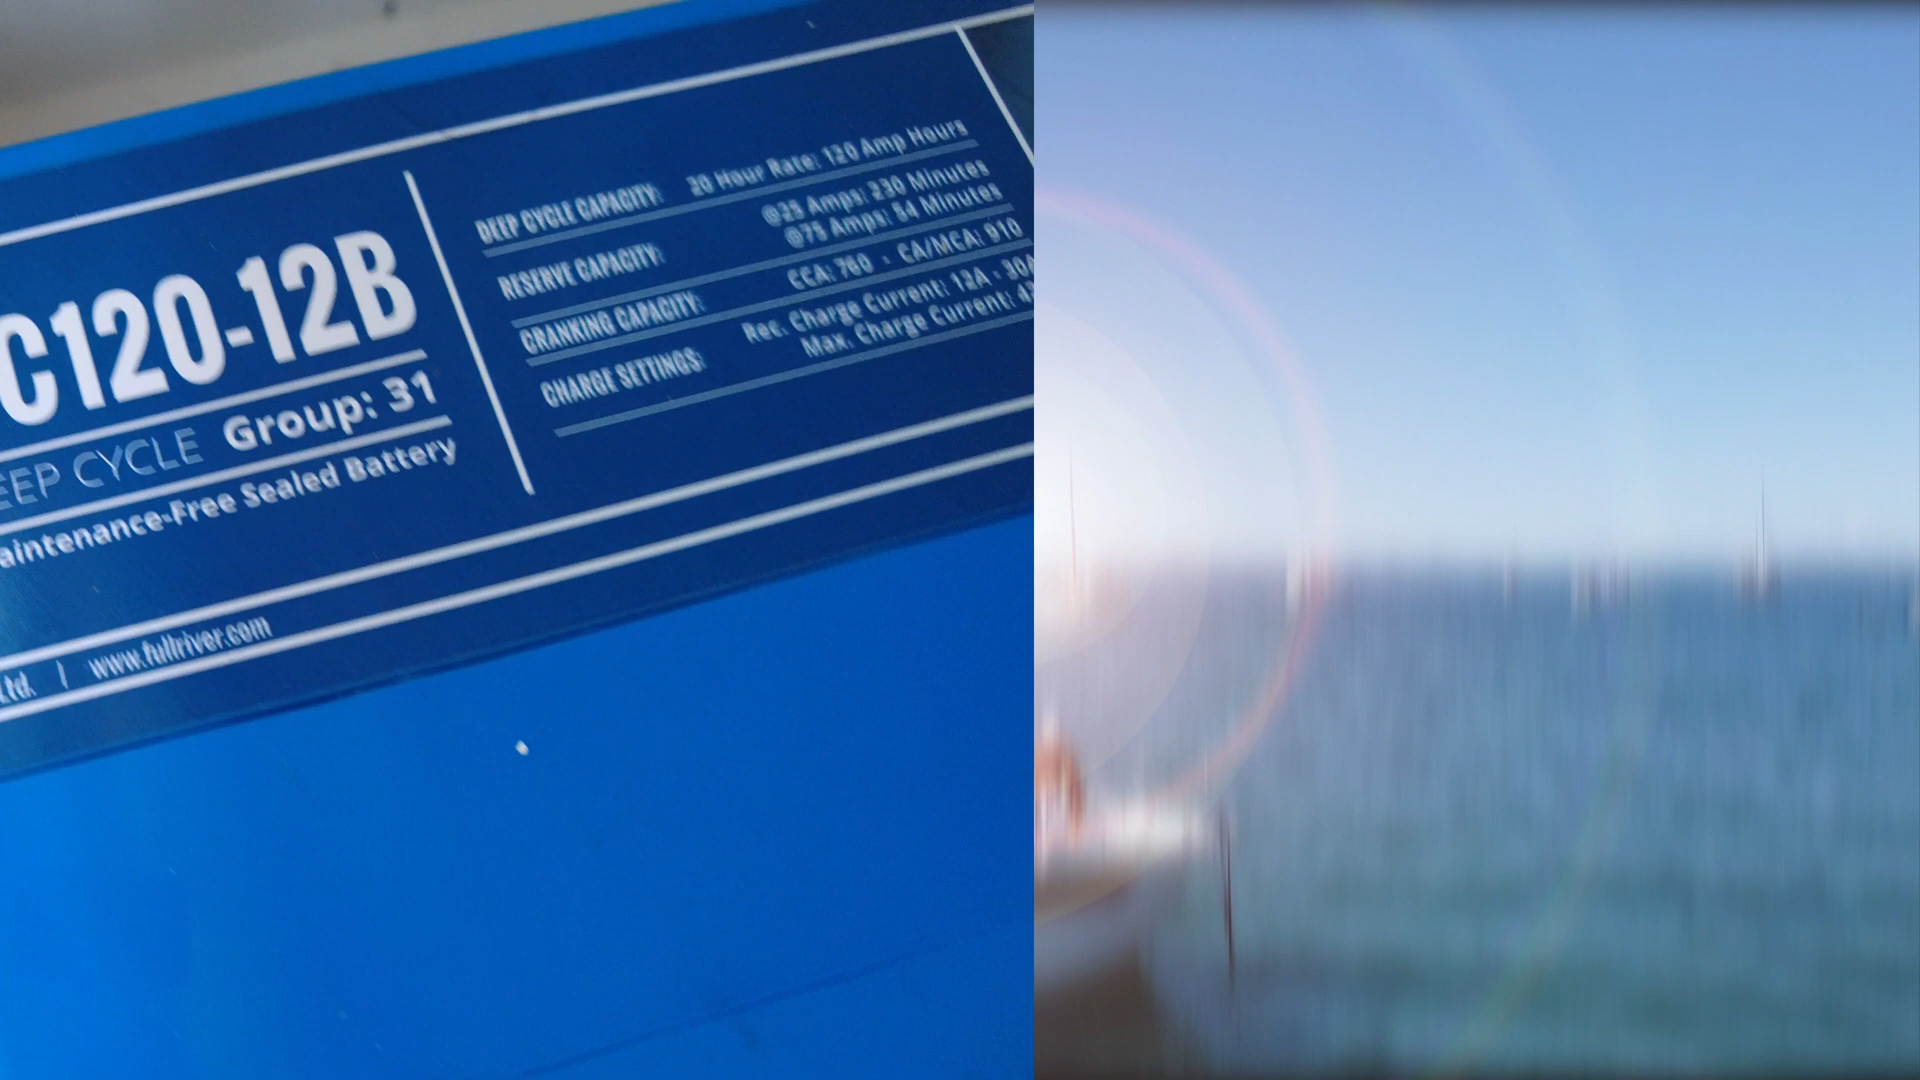 C120-12B
EEP CYCLE Group: 31
aintenance-Free Sealed Battery
Ltd. | www.fullriver.com
DEEP CYCLE CAPACITY: 20 Hour Rate: 120 Amp Hours
RESERVE CAPACITY: @25 Amps: 230 Minutes
@75 Amps: 54 Minutes
CRANKING CAPACITY: CCA: 760 - CA/MCA: 910
CHARGE SETTINGS: Rec. Charge Current: 12A - 30A
Max. Charge Current: